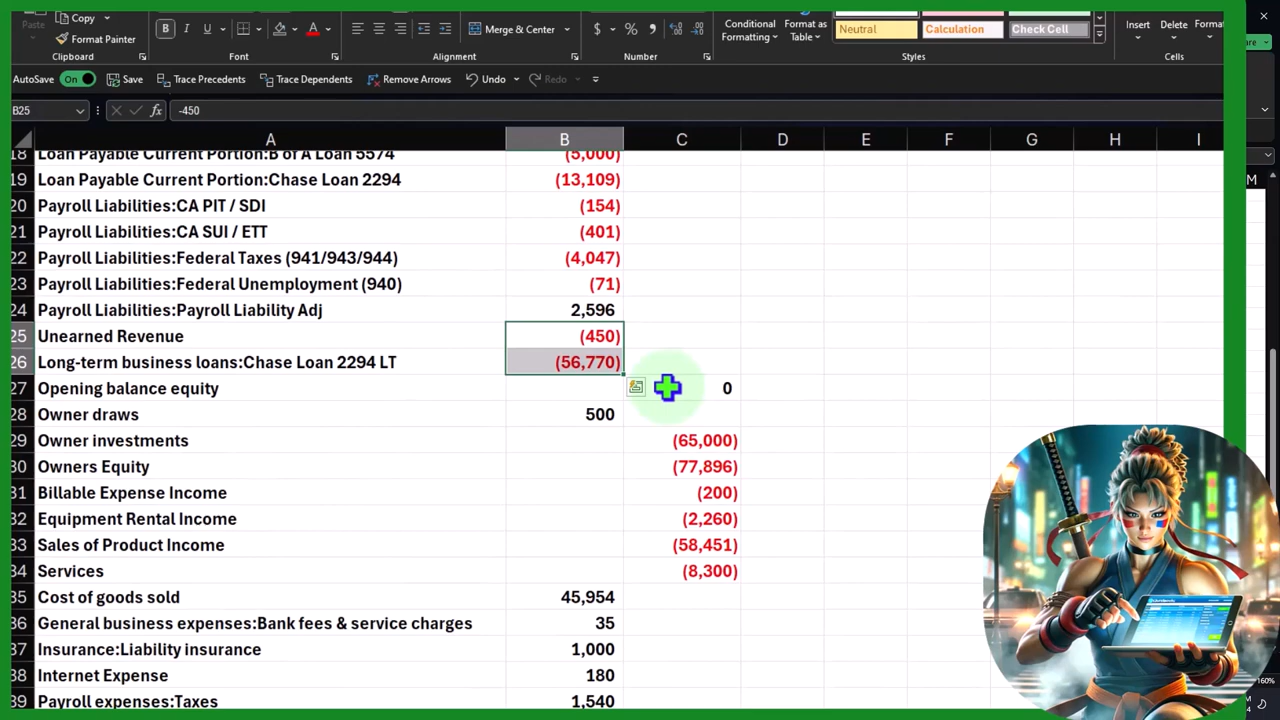 Copy
Format Painter
B I U
A
Merge & Center
$ % ,
Conditional
Formatting
Format as
Table
Neutral Calculation Check Cell
Insert Delete
Clipboard Font Alignment Number Styles Cells
AutoSave On Save Trace Precedents Trace Dependents Remove Arrows Undo Redo
B25 fx -450
A B C D E F G H I
18 Loan Payable Current Portion:B of A Loan 5574 (5,000)
19 Loan Payable Current Portion:Chase Loan 2294 (13,109)
20 Payroll Liabilities:CA PIT / SDI (154)
21 Payroll Liabilities:CA SUI / ETT (401)
22 Payroll Liabilities:Federal Taxes (941/943/944) (4,047)
23 Payroll Liabilities:Federal Unemployment (940) (71)
24 Payroll Liabilities:Payroll Liability Adj 2,596
25 Unearned Revenue (450)
26 Long-term business loans:Chase Loan 2294 LT (56,770)
27 Opening balance equity 0
28 Owner draws 500
29 Owner investments (65,000)
30 Owners Equity (77,896)
31 Billable Expense Income (200)
32 Equipment Rental Income (2,260)
33 Sales of Product Income (58,451)
34 Services (8,300)
35 Cost of goods sold 45,954
36 General business expenses:Bank fees & service charges 35
37 Insurance:Liability insurance 1,000
38 Internet Expense 180
39 Payroll expenses:Taxes 1,540
M
160%